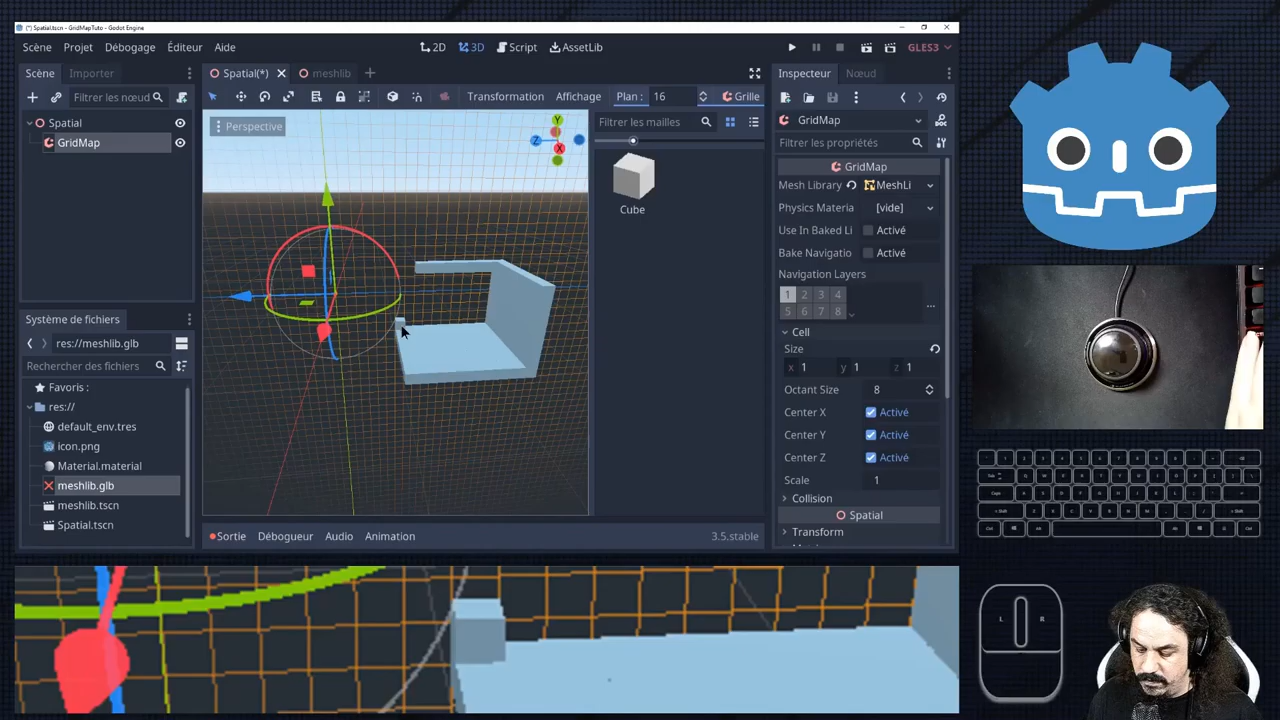 (*) Spatial.tscn - GridMapTuto - Godot Engine
Scène Projet Débogage Éditeur Aide
2D 3D Script AssetLib
GLES3
Scène Importer
Spatial(*) meshlib
Inspecteur Nœud
Filtrer les nœud
Transformation Affichage Plan : 16 Grille
Spatial
GridMap
Perspective
Y
Z
X
Filtrer les mailles
Cube
GridMap
Filtrer les propriétés
GridMap
Mesh Library MeshLi
Physics Materia [vide]
Use In Baked Li Activé
Bake Navigatio Activé
Navigation Layers
1 2 3 4
5 6 7 8
Cell
Size
x 1 y 1 z 1
Octant Size 8
Center X Activé
Center Y Activé
Center Z Activé
Scale 1
Collision
Spatial
Transform
Système de fichiers
res://meshlib.glb
Rechercher des fichiers
Favoris :
res://
default_env.tres
icon.png
Material.material
meshlib.glb
meshlib.tscn
Spatial.tscn
Sortie Débogueur Audio Animation 3.5.stable
L R